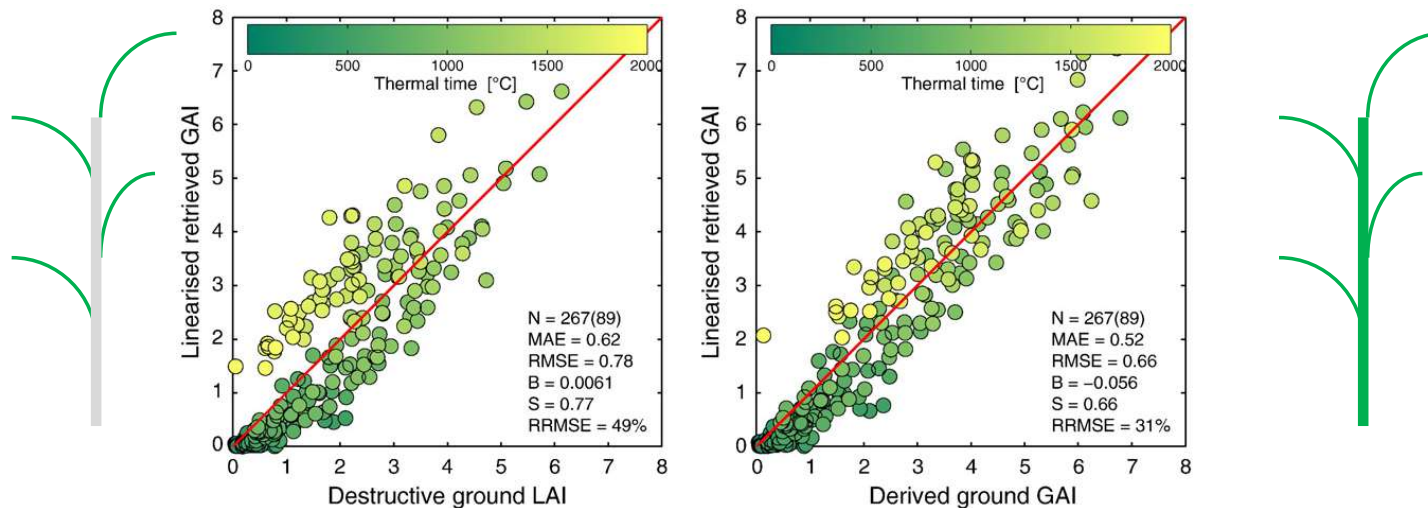 8
7
6
5
4
3
2
1
0
Linearised retrieved GAI
0 500 1000 1500 2000
Thermal time [°C]
N = 267(89)
MAE = 0.62
RMSE = 0.78
B = 0.0061
S = 0.77
RRMSE = 49%
0 1 2 3 4 5 6 7 8
Destructive ground LAI
8
7
6
5
4
3
2
1
0
Linearised retrieved GAI
0 500 1000 1500 2000
Thermal time [°C]
N = 267(89)
MAE = 0.52
RMSE = 0.66
B = −0.056
S = 0.66
RRMSE = 31%
0 1 2 3 4 5 6 7 8
Derived ground GAI